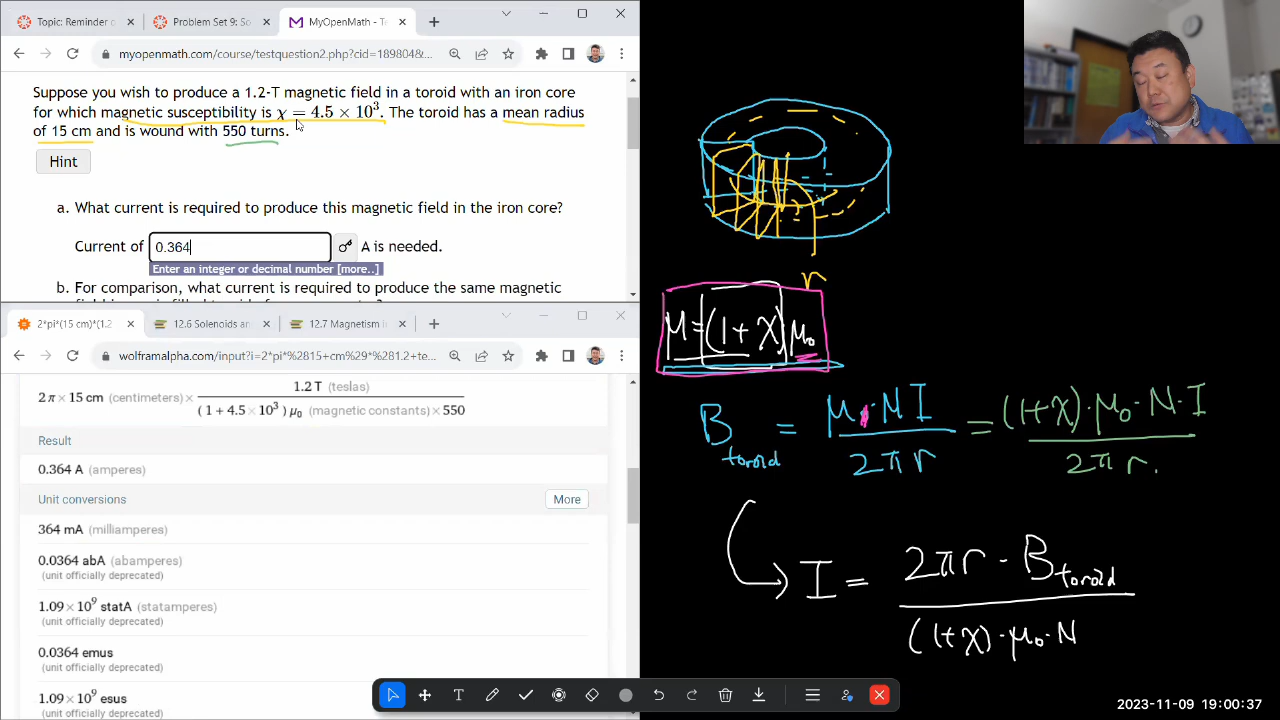 Topic: Reminder o
Problem Set 9: So
MyOpenMath - Te
myopenmath.com/course/testquestion2.php?cid=189804&...
Suppose you wish to produce a 1.2-T magnetic field in a toroid with an iron core
for which magnetic susceptibility is χ = 4.5 × 10³. The toroid has a mean radius
of 15 cm and is wound with 550 turns.
Hint
a. What current is required to produce this magnetic field in the iron core?
Current of 0.364 A is needed.
Enter an integer or decimal number [more..]
b. For comparison, what current is required to produce the same magnetic
2*pi*(15 cm)*(1.2
12.6 Solenoids an
12.7 Magnetism i
wolframalpha.com/input?i=2*pi*%2815+cm%29*%281.2+te...
2 π × 15 cm (centimeters) × 1.2 T (teslas) / (1 + 4.5 × 10³) μ₀ (magnetic constants) × 550
Result
0.364 A (amperes)
Unit conversions
More
364 mA (milliamperes)
0.0364 abA (abamperes)
(unit officially deprecated)
1.09 × 10⁹ statA (statamperes)
(unit officially deprecated)
0.0364 emus
(unit officially deprecated)
1.09 × 10⁹ esus
(unit officially deprecated)
r
μ = (1 + χ) μ₀
B toroid = μ · N I / 2 π r = (1+χ) · μ₀ · N · I / 2 π r.
I = 2πr · B toroid / (1+χ) · μ₀ · N
2023-11-09 19:00:37